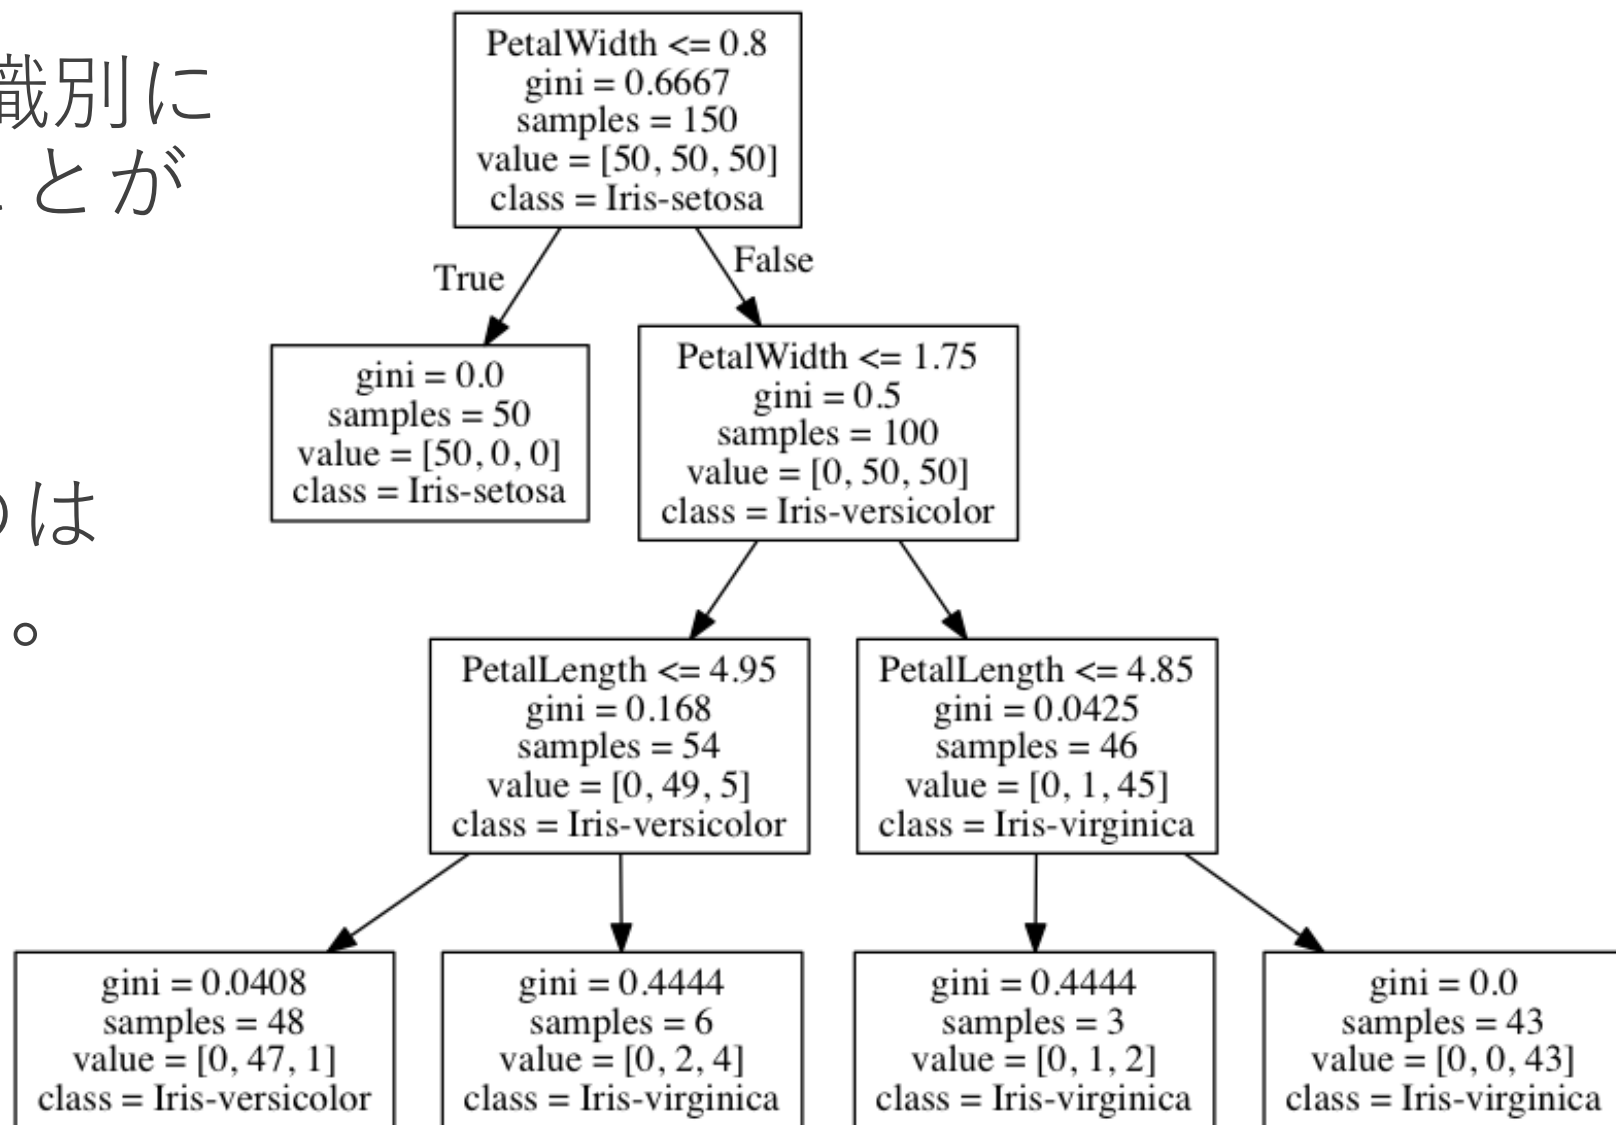 識別に
ことが
のは
。
PetalWidth <= 0.8
gini = 0.6667
samples = 150
value = [50, 50, 50]
class = Iris-setosa
True
False
gini = 0.0
samples = 50
value = [50, 0, 0]
class = Iris-setosa
PetalWidth <= 1.75
gini = 0.5
samples = 100
value = [0, 50, 50]
class = Iris-versicolor
PetalLength <= 4.95
gini = 0.168
samples = 54
value = [0, 49, 5]
class = Iris-versicolor
PetalLength <= 4.85
gini = 0.0425
samples = 46
value = [0, 1, 45]
class = Iris-virginica
gini = 0.0408
samples = 48
value = [0, 47, 1]
class = Iris-versicolor
gini = 0.4444
samples = 6
value = [0, 2, 4]
class = Iris-virginica
gini = 0.4444
samples = 3
value = [0, 1, 2]
class = Iris-virginica
gini = 0.0
samples = 43
value = [0, 0, 43]
class = Iris-virginica